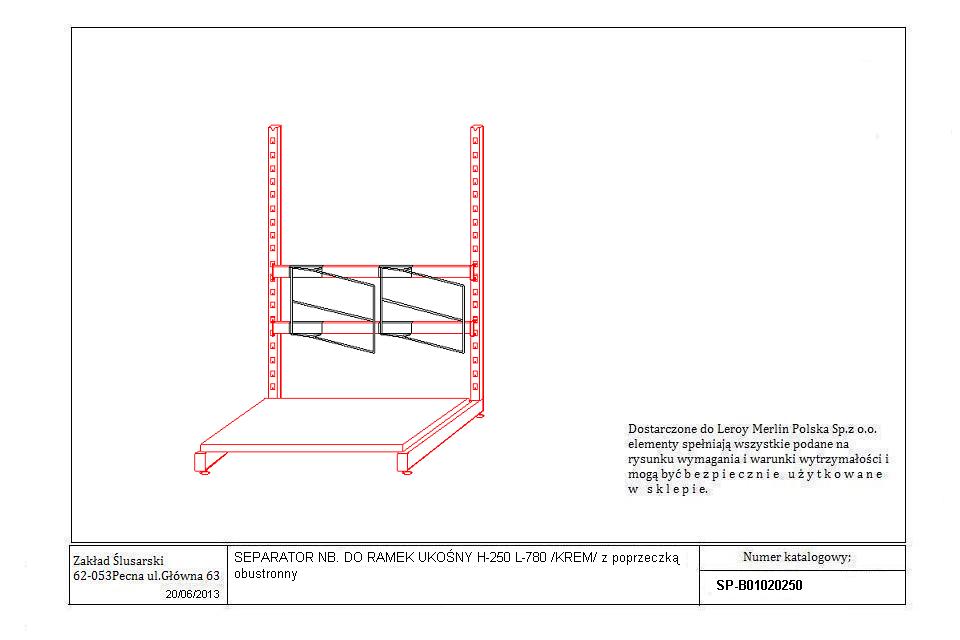 Dostarczone do Leroy Merlin Polska Sp.z o.o.
elementy spełniają wszystkie podane na
rysunku wymagania i warunki wytrzymałości i
mogą być b e z p i e c z n i e u ż y t k o w a n e
w s k l e p i e.
Zakład Ślusarski
62-053Pecna ul.Główna 63
20/06/2013
SEPARATOR NB. DO RAMEK UKOŚNY H-250 L-780 /KREM/ z poprzeczką
obustronny
Numer katalogowy;
SP-B01020250